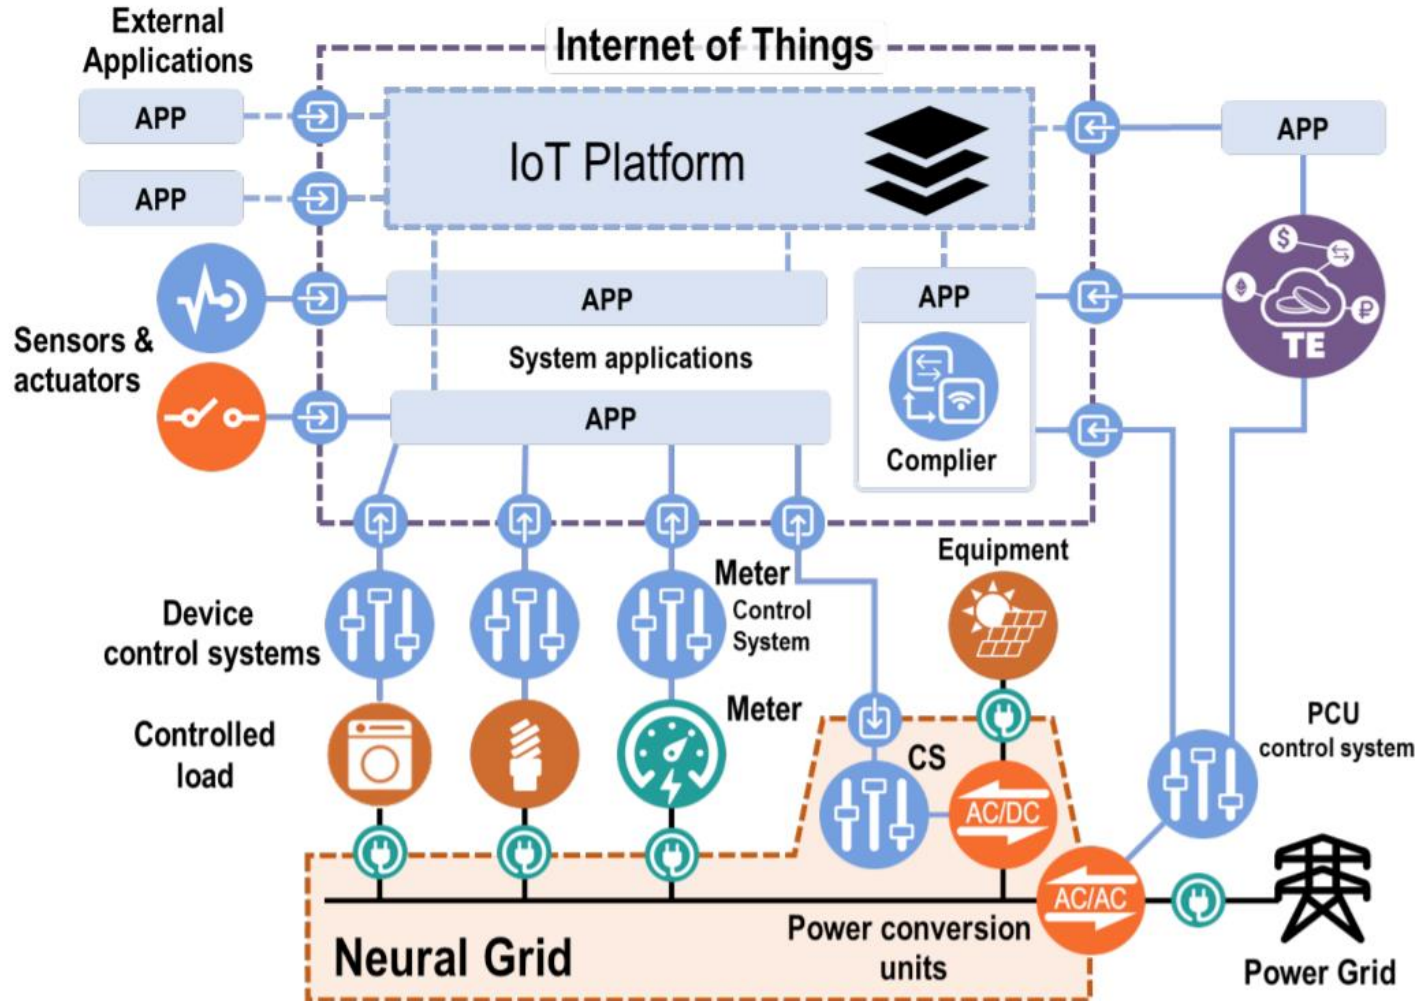 External
Applications
Internet of Things
APP
APP
IoT Platform
APP
APP
APP
TE
Sensors &
actuators
System applications
APP
Complier
Equipment
Meter
Control
System
Device
control systems
Meter
Controlled
load
CS
PCU
control system
AC/DC
AC/AC
Power conversion
units
Neural Grid
Power Grid
$
₽